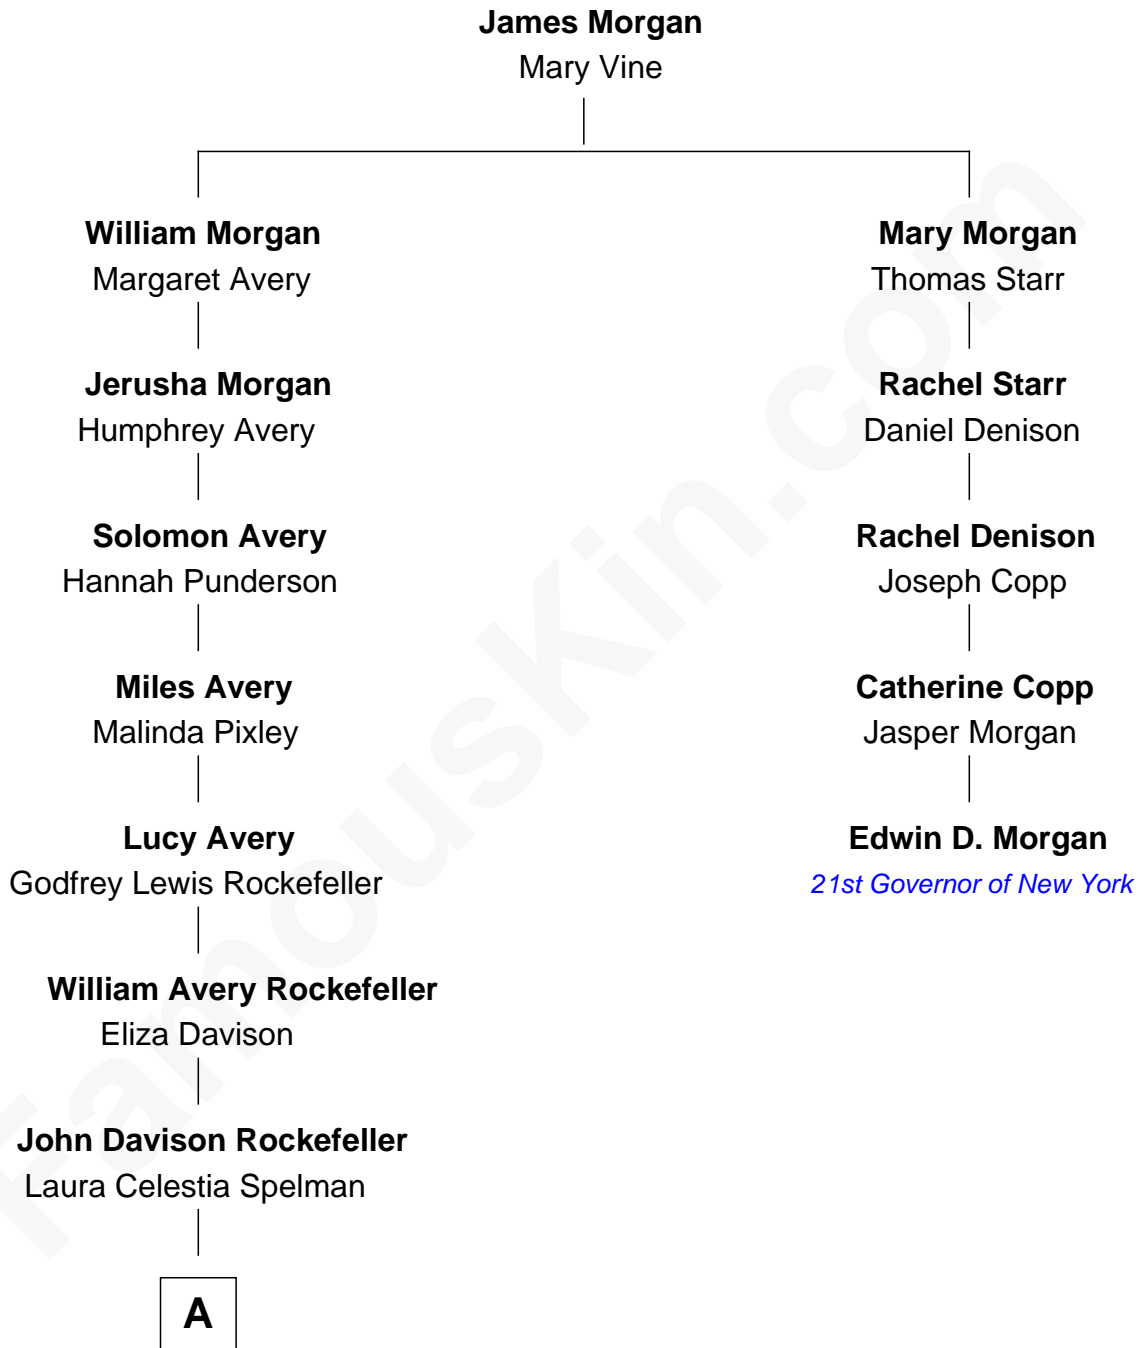 James Morgan
Mary Vine
William Morgan
Margaret Avery
Mary Morgan
Thomas Starr
Jerusha Morgan
Humphrey Avery
Rachel Starr
Daniel Denison
Solomon Avery
Hannah Punderson
Rachel Denison
Joseph Copp
Miles Avery
Malinda Pixley
Catherine Copp
Jasper Morgan
Lucy Avery
Godfrey Lewis Rockefeller
Edwin D. Morgan
21st Governor of New York
William Avery Rockefeller
Eliza Davison
John Davison Rockefeller
Laura Celestia Spelman
A
FamousKin.com